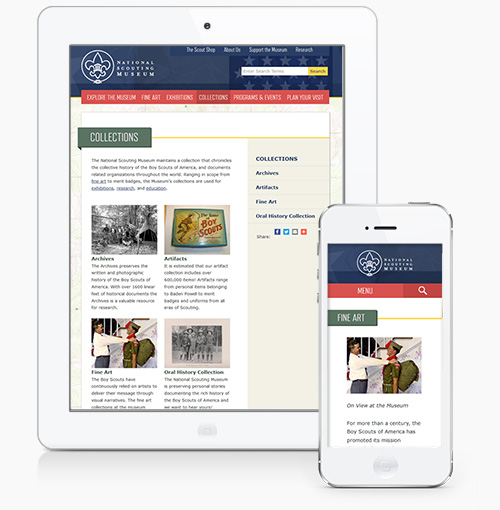 The Scout Shop About Us Support the Museum Research
NATIONAL
SCOUTING
MUSEUM
Enter Search Terms Search
EXPLORE THE MUSEUM FINE ART EXHIBITIONS COLLECTIONS PROGRAMS & EVENTS PLAN YOUR VISIT
COLLECTIONS
The National Scouting Museum maintains a collection that chronicles
the collective history of the Boy Scouts of America, and documents
related organizations throughout the world. Ranging in scope from
fine art to merit badges, the Museum's collections are used for
exhibitions, research, and education.
COLLECTIONS
Archives
Artifacts
Fine Art
Oral History Collection
Share:
BOY
SCOUTS
Archives
The Archives preserves the
written and photographic
history of the Boy Scouts of
America. With over 1600 linear
feet of historical documents the
Archives is a valuable resource
for research.
Artifacts
It is estimated that our artifact
collection includes over
600,000 items! Artifacts range
from personal items belonging
to Baden Powell to merit
badges and uniforms from all
eras of Scouting.
Fine Art
The Boy Scouts have
continuously relied on artists to
deliver their message through
visual narratives. The fine art
collections at the museum
Oral History Collection
The National Scouting Museum
is preserving personal stories
documenting the rich history of
the Boy Scouts of America and
we want to hear yours!
NATIONAL
SCOUTING
MUSEUM
MENU
FINE ART
On View at the Museum
For more than a century, the
Boy Scouts of America has
promoted its mission